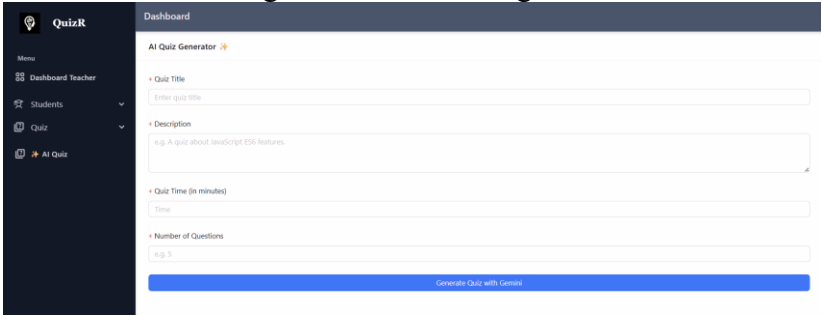 QuizR
Menu
Dashboard Teacher
Students
Quiz
✨ AI Quiz
Dashboard
AI Quiz Generator ✨
* Quiz Title
Enter quiz title
* Description
e.g. A quiz about JavaScript ES6 features.
* Quiz Time (in minutes)
Time
* Number of Questions
e.g. 5
Generate Quiz with Gemini